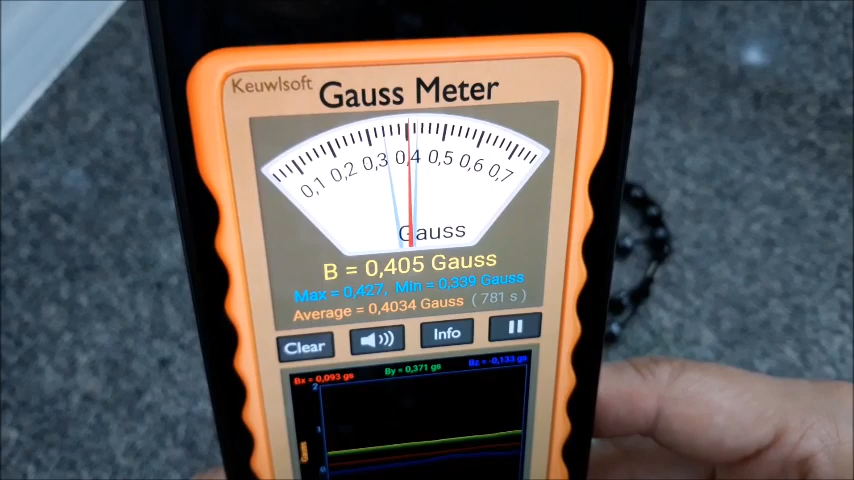 Keuwlsoft
Gauss Meter
0,1 0,2 0,3 0,4 0,5 0,6 0,7
Gauss
B = 0,405 Gauss
Max = 0,427, Min = 0,339 Gauss
Average = 0,4034 Gauss ( 781 s )
Clear Info
Bx = 0,093 gs By = 0,371 gs Bz = -0,133 gs
2
1
Gauss
0